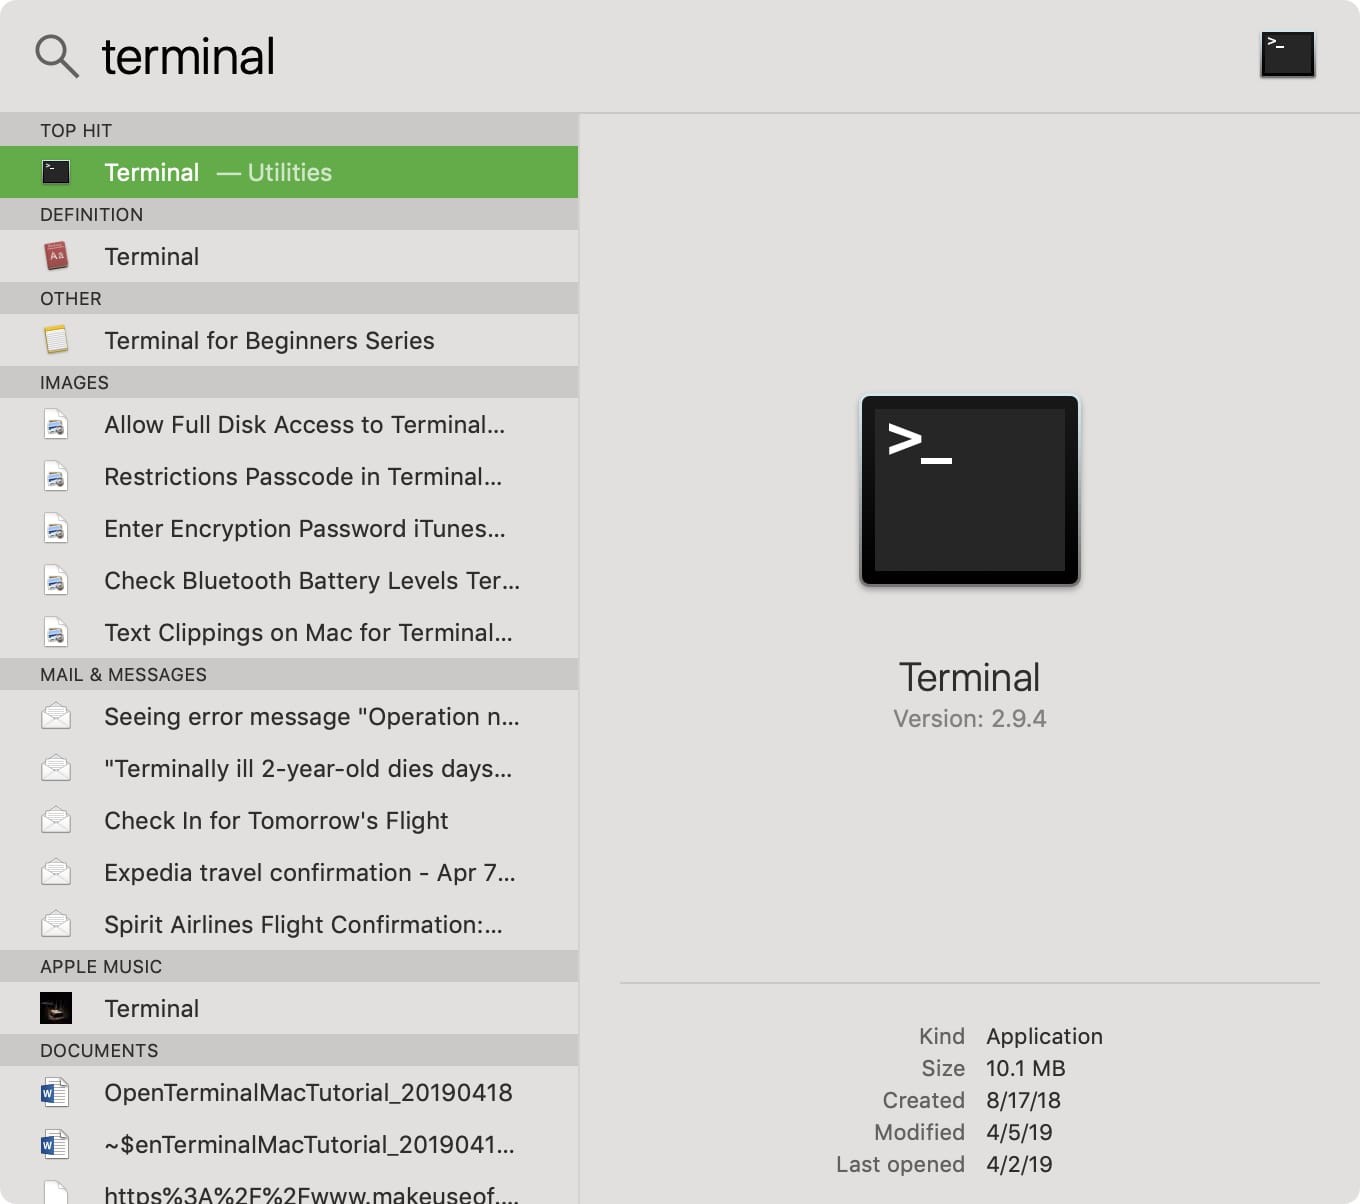 terminal
TOP HIT
Terminal — Utilities
DEFINITION
Terminal
OTHER
Terminal for Beginners Series
IMAGES
Allow Full Disk Access to Terminal...
Restrictions Passcode in Terminal...
Enter Encryption Password iTunes...
Check Bluetooth Battery Levels Ter...
Text Clippings on Mac for Terminal...
MAIL & MESSAGES
Seeing error message "Operation n...
"Terminally ill 2-year-old dies days...
Check In for Tomorrow's Flight
Expedia travel confirmation - Apr 7...
Spirit Airlines Flight Confirmation:...
APPLE MUSIC
Terminal
DOCUMENTS
OpenTerminalMacTutorial_20190418
~$enTerminalMacTutorial_2019041...
https%3A%2F%2Fwww.makeuseof....
>_
Terminal
Version: 2.9.4
Kind Application
Size 10.1 MB
Created 8/17/18
Modified 4/5/19
Last opened 4/2/19